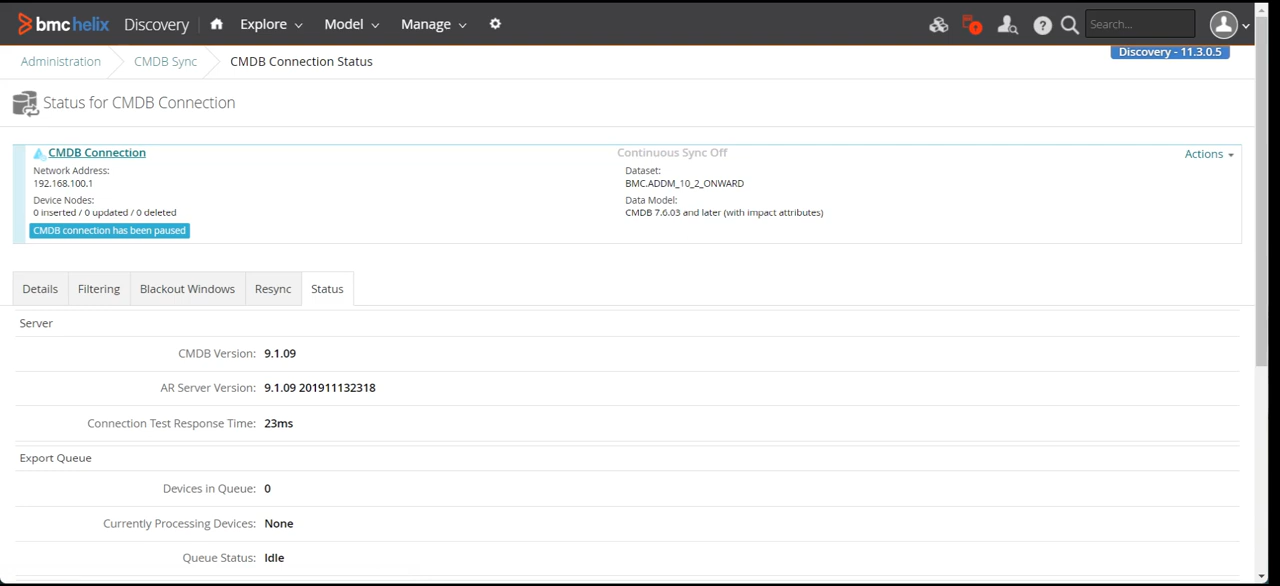 bmc helix Discovery Explore Model Manage Search...
Administration CMDB Sync CMDB Connection Status Discovery - 11.3.0.5
Status for CMDB Connection
CMDB Connection Continuous Sync Off Actions
Network Address: Dataset:
192.168.100.1 BMC.ADDM_10_2_ONWARD
Device Nodes: Data Model:
0 inserted / 0 updated / 0 deleted CMDB 7.6.03 and later (with impact attributes)
CMDB connection has been paused
Details Filtering Blackout Windows Resync Status
Server
CMDB Version: 9.1.09
AR Server Version: 9.1.09 201911132318
Connection Test Response Time: 23ms
Export Queue
Devices in Queue: 0
Currently Processing Devices: None
Queue Status: Idle